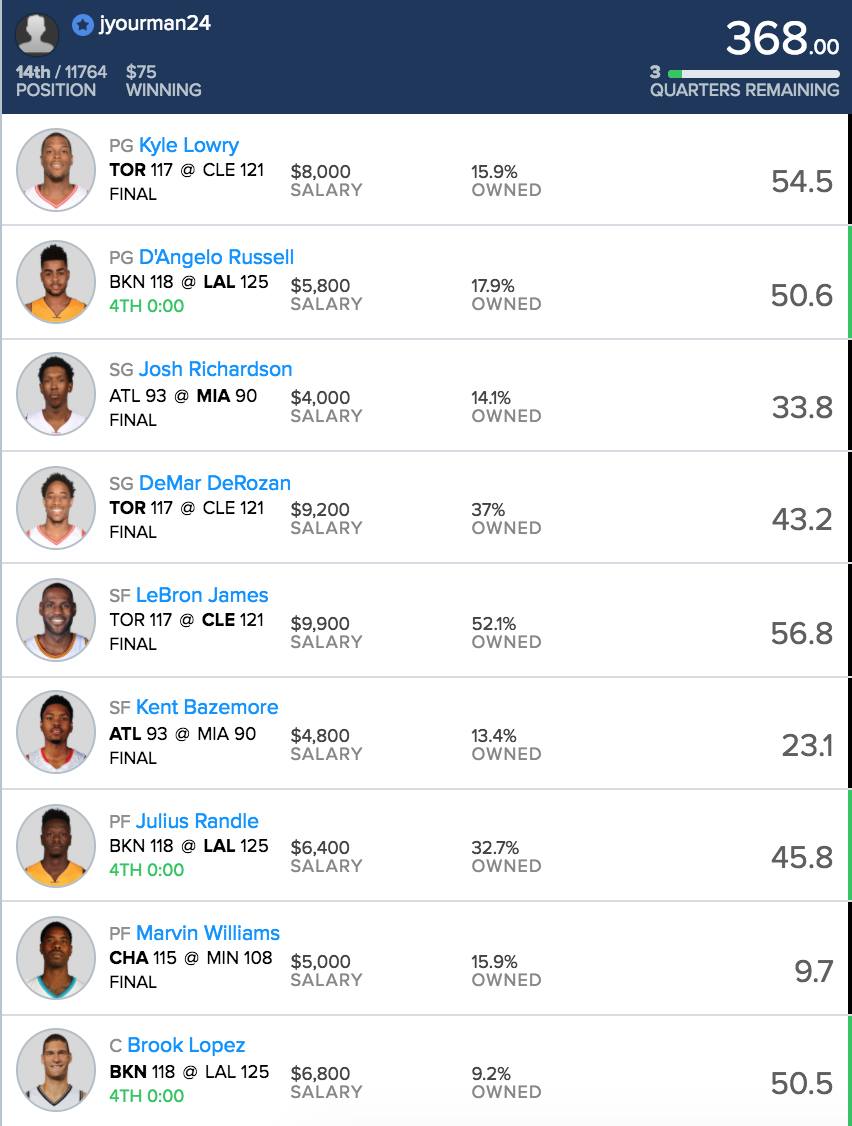 jyourman24
368.00
14th / 11764 $75
POSITION WINNING
3
QUARTERS REMAINING
PG Kyle Lowry
TOR 117 @ CLE 121
FINAL
$8,000
SALARY
15.9%
OWNED
54.5
PG D'Angelo Russell
BKN 118 @ LAL 125
4TH 0:00
$5,800
SALARY
17.9%
OWNED
50.6
SG Josh Richardson
ATL 93 @ MIA 90
FINAL
$4,000
SALARY
14.1%
OWNED
33.8
SG DeMar DeRozan
TOR 117 @ CLE 121
FINAL
$9,200
SALARY
37%
OWNED
43.2
SF LeBron James
TOR 117 @ CLE 121
FINAL
$9,900
SALARY
52.1%
OWNED
56.8
SF Kent Bazemore
ATL 93 @ MIA 90
FINAL
$4,800
SALARY
13.4%
OWNED
23.1
PF Julius Randle
BKN 118 @ LAL 125
4TH 0:00
$6,400
SALARY
32.7%
OWNED
45.8
PF Marvin Williams
CHA 115 @ MIN 108
FINAL
$5,000
SALARY
15.9%
OWNED
9.7
C Brook Lopez
BKN 118 @ LAL 125
4TH 0:00
$6,800
SALARY
9.2%
OWNED
50.5